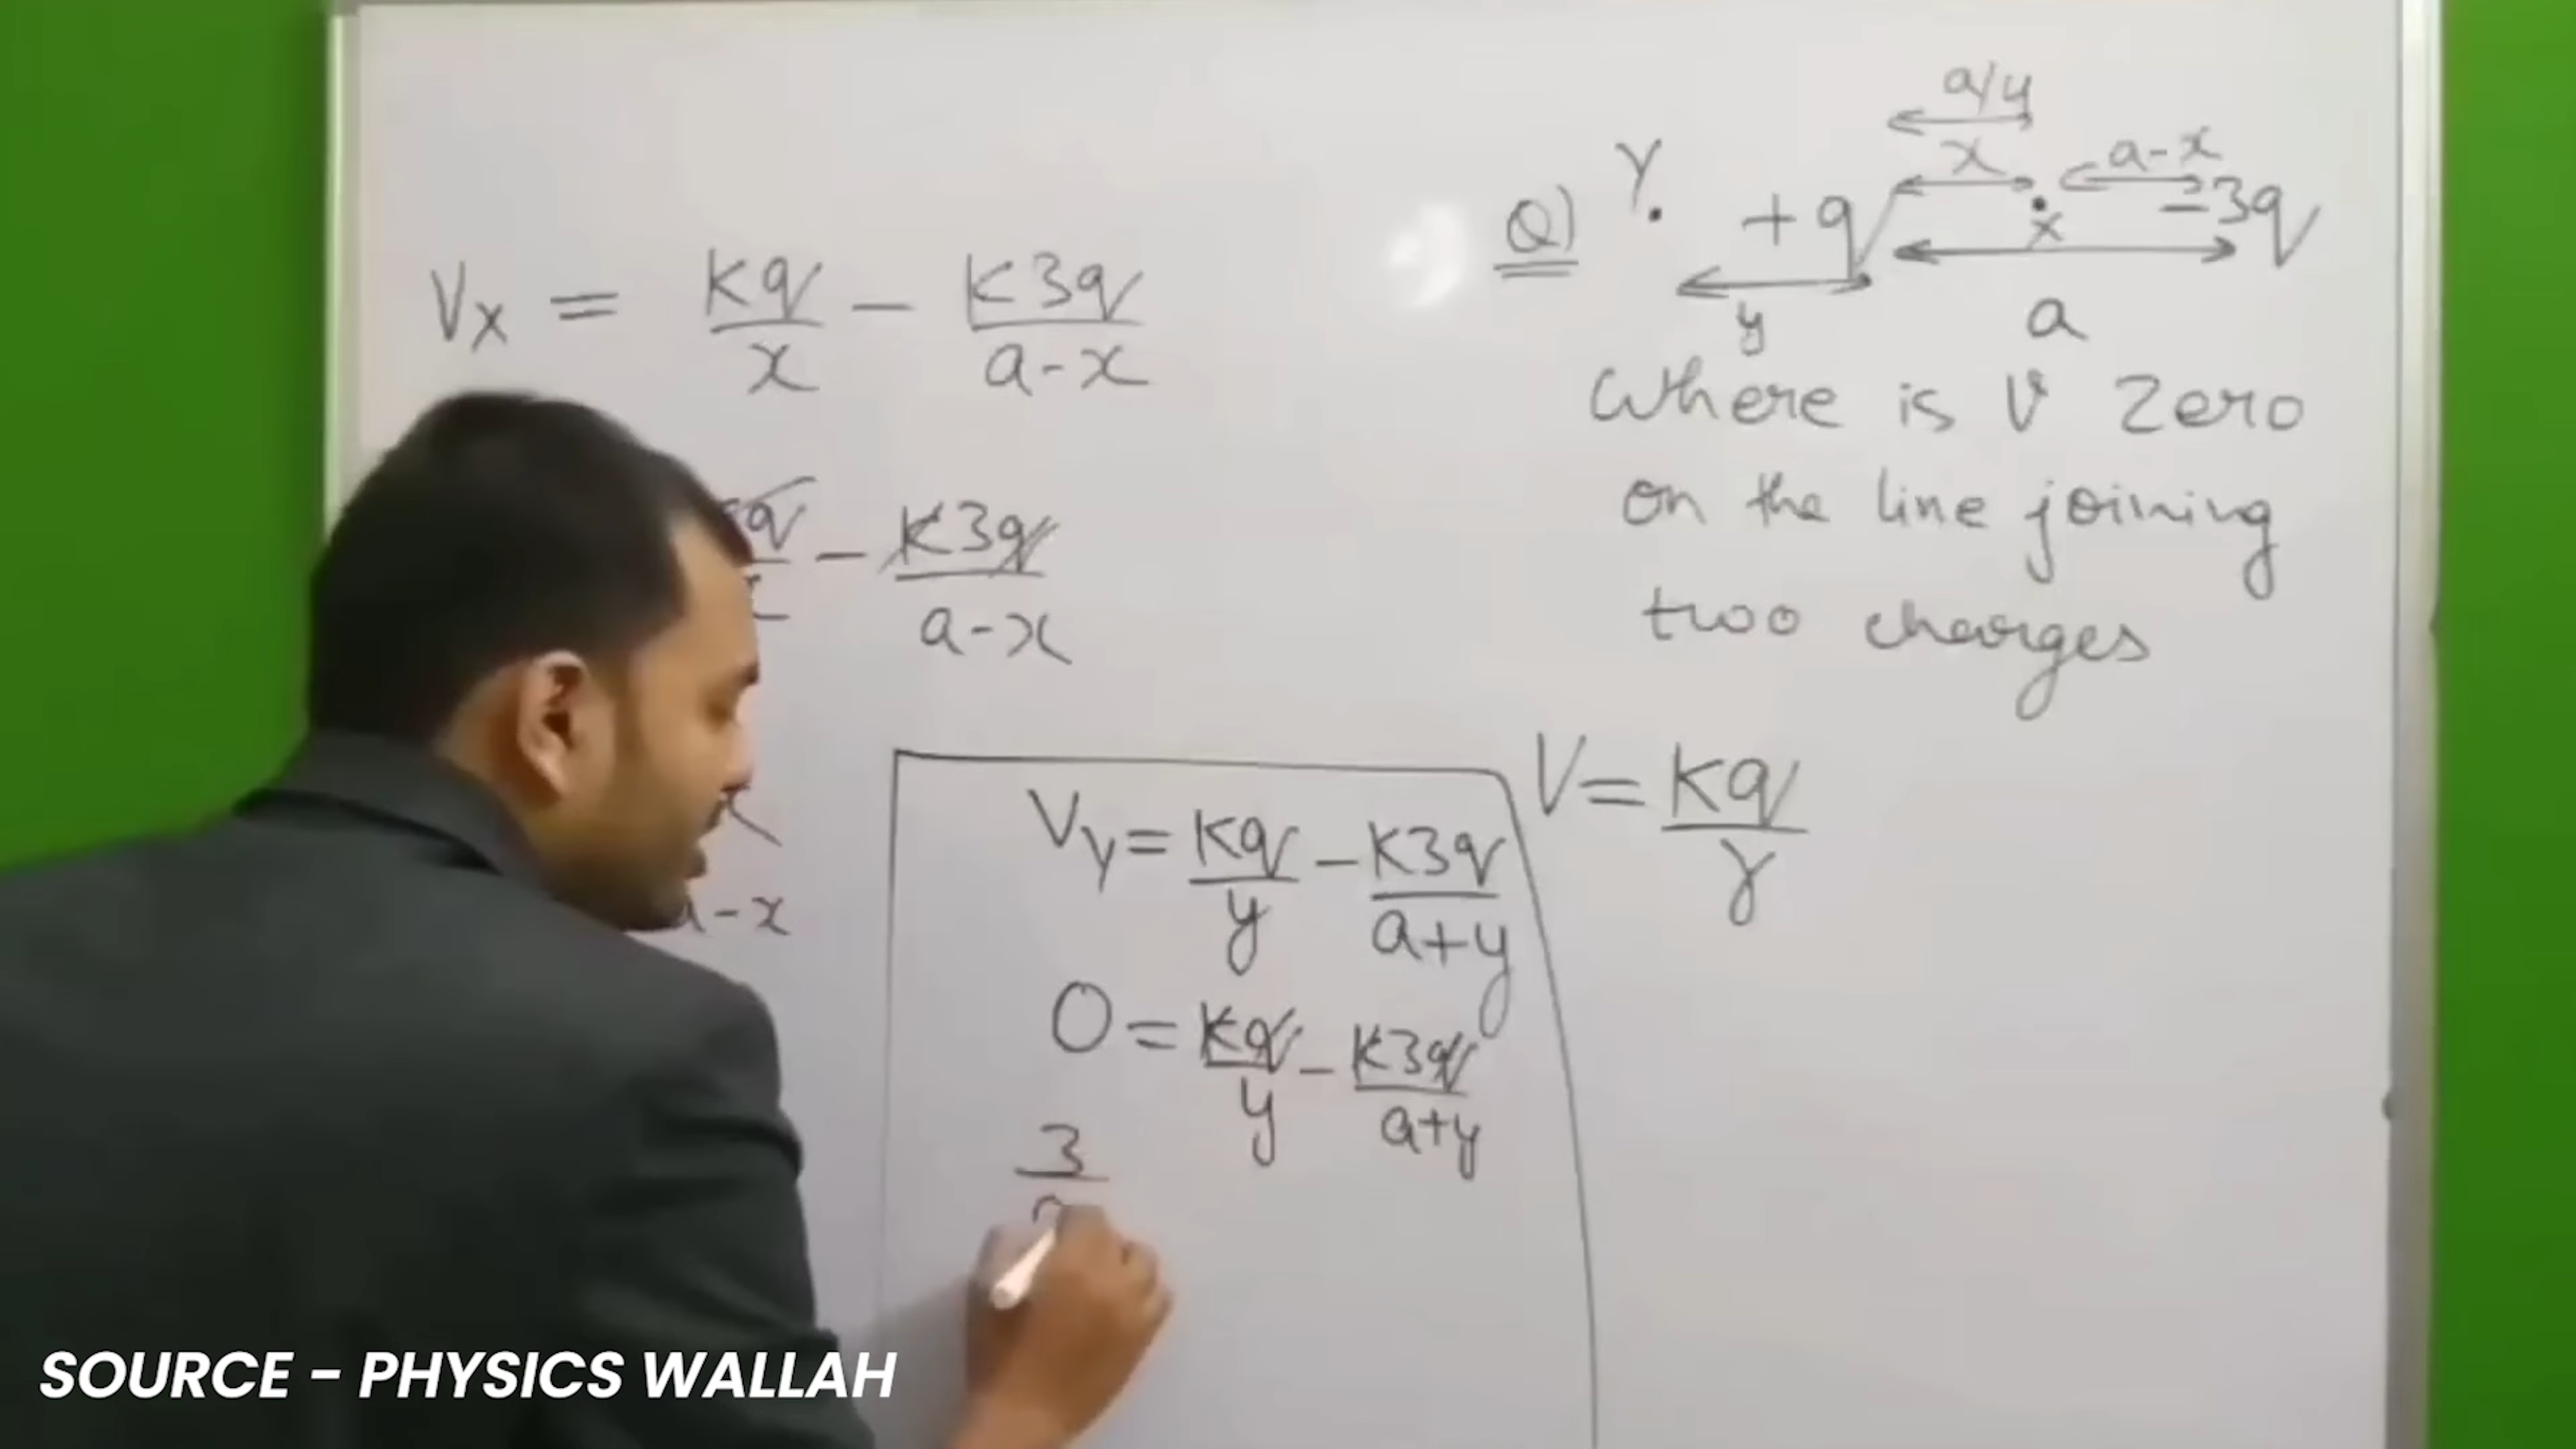 Vx = Kq/x - K3q/a-x
- K3q/a-x
a-x
Vy = Kq/y - K3q/a+y
0 = Kq/y - K3q/a+y
3
Q)
Y
a/4
x
a-x
+q
x
-3q
y
a
Where is V Zero
on the line joining
two charges
V = Kq/r
SOURCE - PHYSICS WALLAH